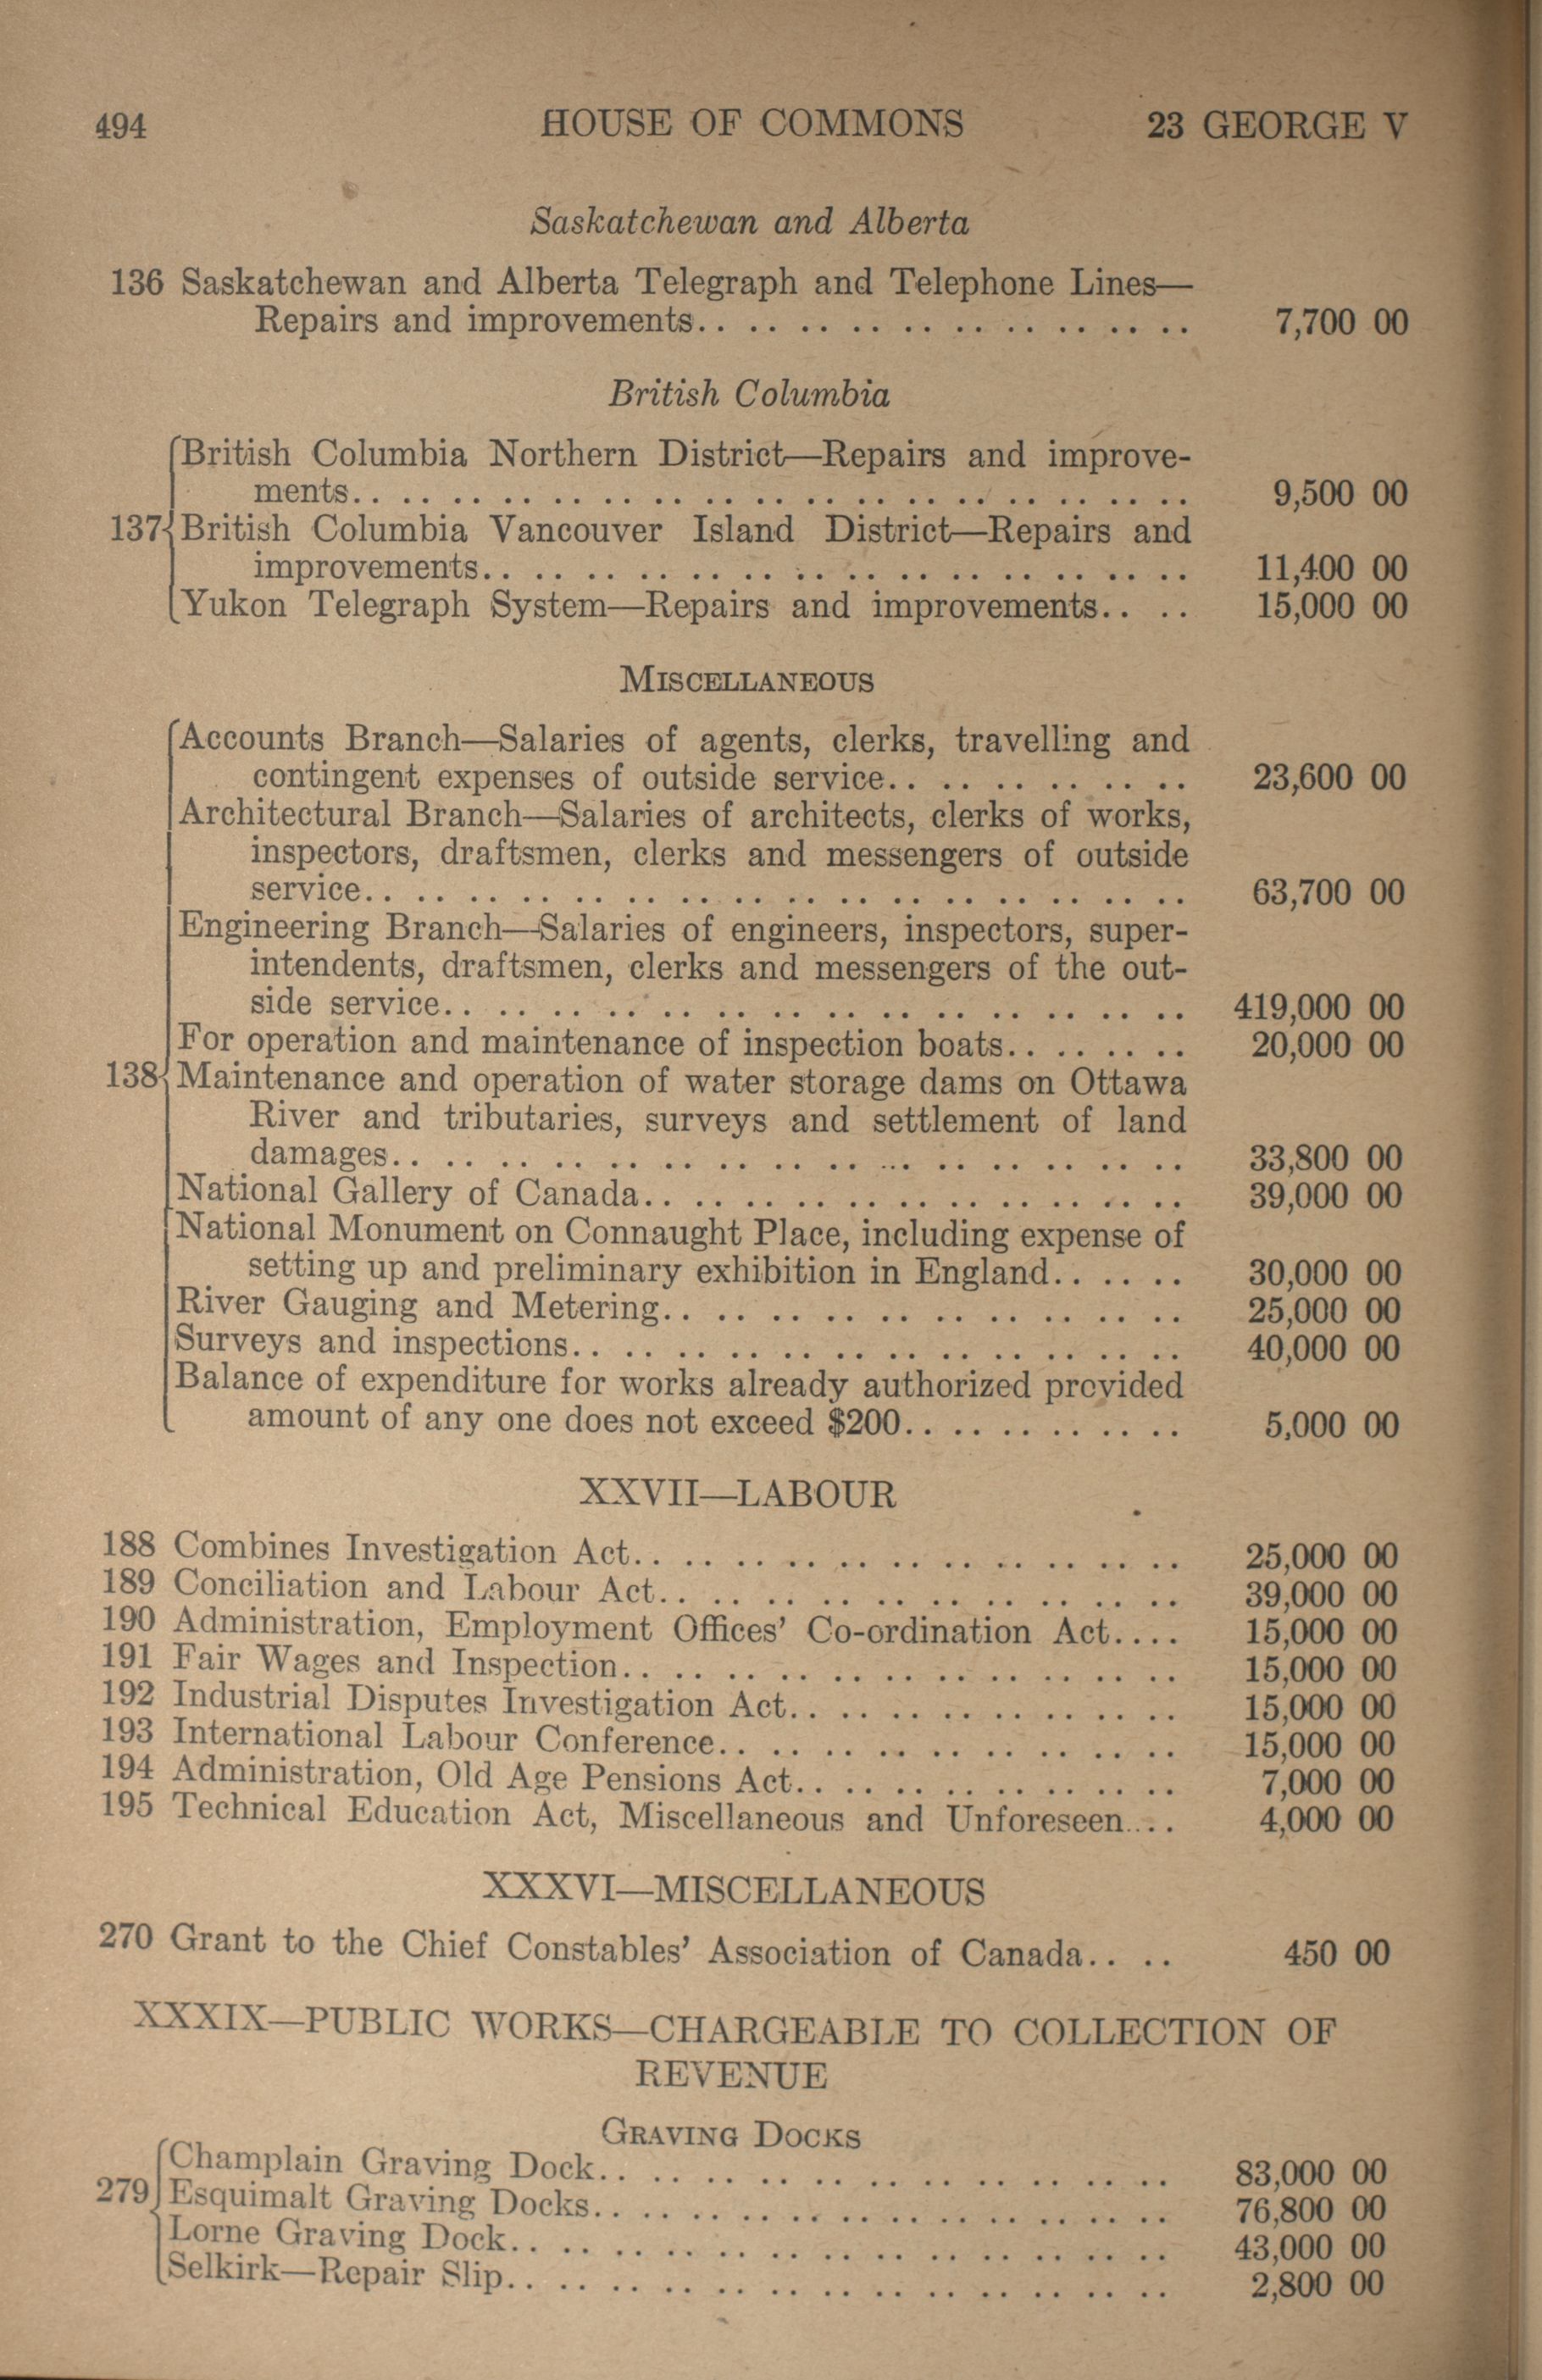 494 HOUSE OF COMMONS 23 GEORGE V
Saskatchewan and Alberta
136 Saskatchewan and Alberta Telegraph and Telephone Lines—
Repairs and improvements.. .. .. .. .. .. .. .. .. .. 7,700 00
British Columbia
British Columbia Northern District—Repairs and improve-
ments.. .. .. .. .. .. .. .. .. .. .. .. .. .. .. .. .. 9,500 00
137 British Columbia Vancouver Island District—Repairs and
improvements.. .. .. .. .. .. .. .. .. .. .. .. .. .. 11,400 00
Yukon Telegraph System—Repairs and improvements.. .. 15,000 00
MISCELLANEOUS
Accounts Branch—Salaries of agents, clerks, travelling and
contingent expenses of outside service.. .. .. .. .. .. 23,600 00
Architectural Branch—Salaries of architects, clerks of works,
inspectors, draftsmen, clerks and messengers of outside
service.. .. .. .. .. .. .. .. .. .. .. .. .. .. .. .. 63,700 00
Engineering Branch—Salaries of engineers, inspectors, super-
intendents, draftsmen, clerks and messengers of the out-
side service.. .. .. .. .. .. .. .. .. .. .. .. .. .. 419,000 00
For operation and maintenance of inspection boats.. .. .. .. 20,000 00
138 Maintenance and operation of water storage dams on Ottawa
River and tributaries, surveys and settlement of land
damages.. .. .. .. .. .. .. .. .. .. .. .. .. .. .. 33,800 00
National Gallery of Canada.. .. .. .. .. .. .. .. .. .. .. 39,000 00
National Monument on Connaught Place, including expense of
setting up and preliminary exhibition in England.. .. .. 30,000 00
River Gauging and Metering.. .. .. .. .. .. .. .. .. .. 25,000 00
Surveys and inspections.. .. .. .. .. .. .. .. .. .. .. .. 40,000 00
Balance of expenditure for works already authorized provided
amount of any one does not exceed $200.. .. .. .. .. .. 5,000 00
XXVII—LABOUR
188 Combines Investigation Act.. .. .. .. .. .. .. .. .. .. .. 25,000 00
189 Conciliation and Labour Act.. .. .. .. .. .. .. .. .. .. 39,000 00
190 Administration, Employment Offices' Co-ordination Act.... 15,000 00
191 Fair Wages and Inspection.. .. .. .. .. .. .. .. .. .. .. 15,000 00
192 Industrial Disputes Investigation Act.. .. .. .. .. .. .. .. 15,000 00
193 International Labour Conference.. .. .. .. .. .. .. .. .. 15,000 00
194 Administration, Old Age Pensions Act.. .. .. .. .. .. .. .. 7,000 00
195 Technical Education Act, Miscellaneous and Unforeseen.... 4,000 00
XXXVI—MISCELLANEOUS
270 Grant to the Chief Constables' Association of Canada.. .. 450 00
XXXIX—PUBLIC WORKS—CHARGEABLE TO COLLECTION OF
REVENUE
GRAVING DOCKS
Champlain Graving Dock.. .. .. .. .. .. .. .. .. .. .. 83,000 00
279 Esquimalt Graving Docks.. .. .. .. .. .. .. .. .. .. .. 76,800 00
Lorne Graving Dock.. .. .. .. .. .. .. .. .. .. .. .. .. 43,000 00
Selkirk—Repair Slip.. .. .. .. .. .. .. .. .. .. .. .. .. 2,800 00